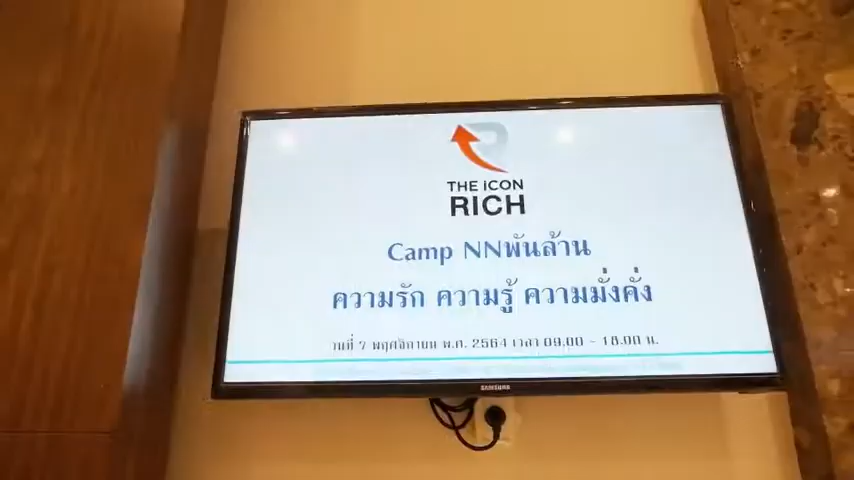 THE iCON
RICH
Camp NNพันล้าน
ความรัก ความรู้ ความมั่งคั่ง
วันที่ 7 พฤศจิกายน พ.ศ. 2564 เวลา 09.00 - 18.00 น.
SAMSUNG